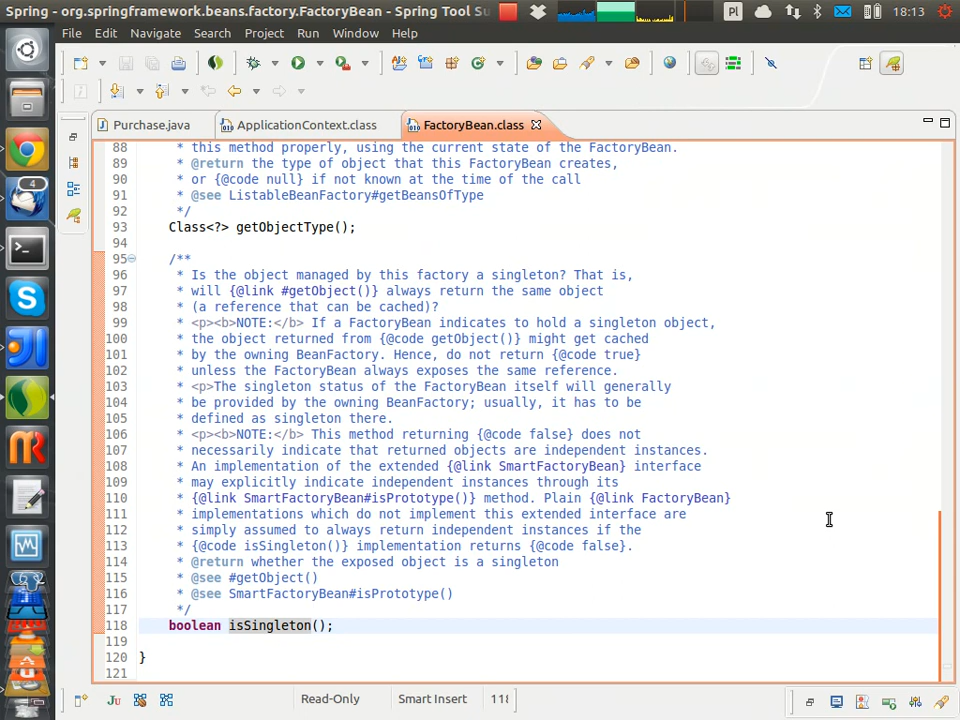 Spring - org.springframework.beans.factory.FactoryBean - Spring Tool Su
Pl
18:13
File Edit Navigate Search Project Run Window Help
Purchase.java
ApplicationContext.class
FactoryBean.class
4
88 * this method properly, using the current state of the FactoryBean.
89 * @return the type of object that this FactoryBean creates,
90 * or {@code null} if not known at the time of the call
91 * @see ListableBeanFactory#getBeansOfType
92 */
93 Class<?> getObjectType();
94
95 /**
96 * Is the object managed by this factory a singleton? That is,
97 * will {@link #getObject()} always return the same object
98 * (a reference that can be cached)?
99 * <p><b>NOTE:</b> If a FactoryBean indicates to hold a singleton object,
100 * the object returned from {@code getObject()} might get cached
101 * by the owning BeanFactory. Hence, do not return {@code true}
102 * unless the FactoryBean always exposes the same reference.
103 * <p>The singleton status of the FactoryBean itself will generally
104 * be provided by the owning BeanFactory; usually, it has to be
105 * defined as singleton there.
106 * <p><b>NOTE:</b> This method returning {@code false} does not
107 * necessarily indicate that returned objects are independent instances.
108 * An implementation of the extended {@link SmartFactoryBean} interface
109 * may explicitly indicate independent instances through its
110 * {@link SmartFactoryBean#isPrototype()} method. Plain {@link FactoryBean}
111 * implementations which do not implement this extended interface are
112 * simply assumed to always return independent instances if the
113 * {@code isSingleton()} implementation returns {@code false}.
114 * @return whether the exposed object is a singleton
115 * @see #getObject()
116 * @see SmartFactoryBean#isPrototype()
117 */
118 boolean isSingleton();
119
120 }
121
JU
Read-Only
Smart Insert
118